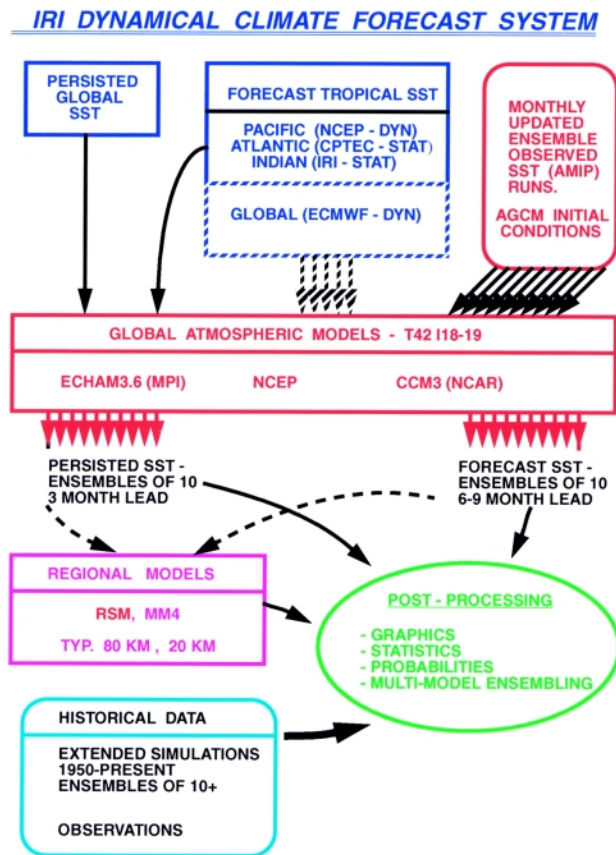 IRI DYNAMICAL CLIMATE FORECAST SYSTEM
PERSISTED
GLOBAL
SST
FORECAST TROPICAL SST
PACIFIC (NCEP - DYN)
ATLANTIC (CPTEC - STAT)
INDIAN (IRI - STAT)
GLOBAL (ECMWF - DYN)
MONTHLY
UPDATED
ENSEMBLE
OBSERVED
SST (AMIP)
RUNS.
AGCM INITIAL
CONDITIONS
GLOBAL ATMOSPHERIC MODELS - T42 l18-19
ECHAM3.6 (MPI) NCEP CCM3 (NCAR)
PERSISTED SST -
ENSEMBLES OF 10
3 MONTH LEAD
FORECAST SST -
ENSEMBLES OF 10
6-9 MONTH LEAD
REGIONAL MODELS
RSM, MM4
TYP. 80 KM , 20 KM
POST - PROCESSING
- GRAPHICS
- STATISTICS
- PROBABILITIES
- MULTI-MODEL ENSEMBLING
HISTORICAL DATA
EXTENDED SIMULATIONS
1950-PRESENT
ENSEMBLES OF 10+
OBSERVATIONS